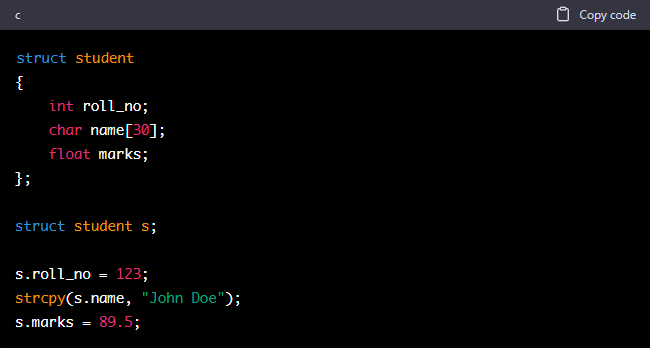 c
Copy code
struct student
{
    int roll_no;
    char name[30];
    float marks;
};
struct student s;
s.roll_no = 123;
strcpy(s.name, "John Doe");
s.marks = 89.5;